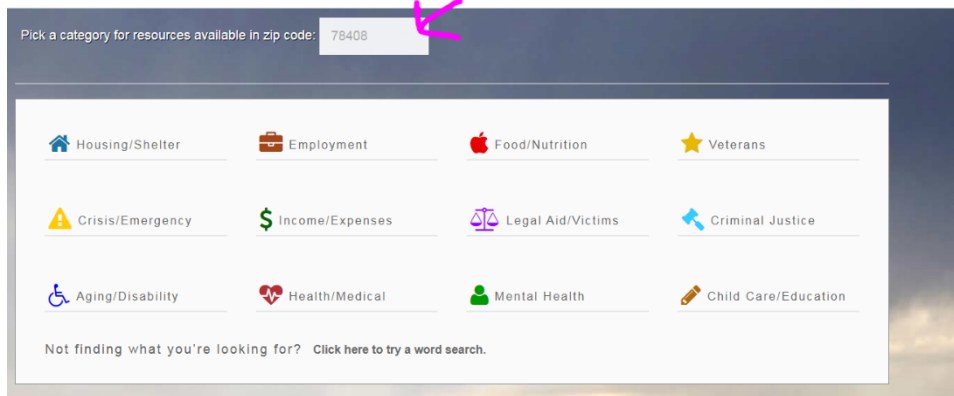 Pick a category for resources available in zip code: 78408
Housing/Shelter
Employment
Food/Nutrition
Veterans
Crisis/Emergency
Income/Expenses
Legal Aid/Victims
Criminal Justice
Aging/Disability
Health/Medical
Mental Health
Child Care/Education
Not finding what you're looking for? Click here to try a word search.